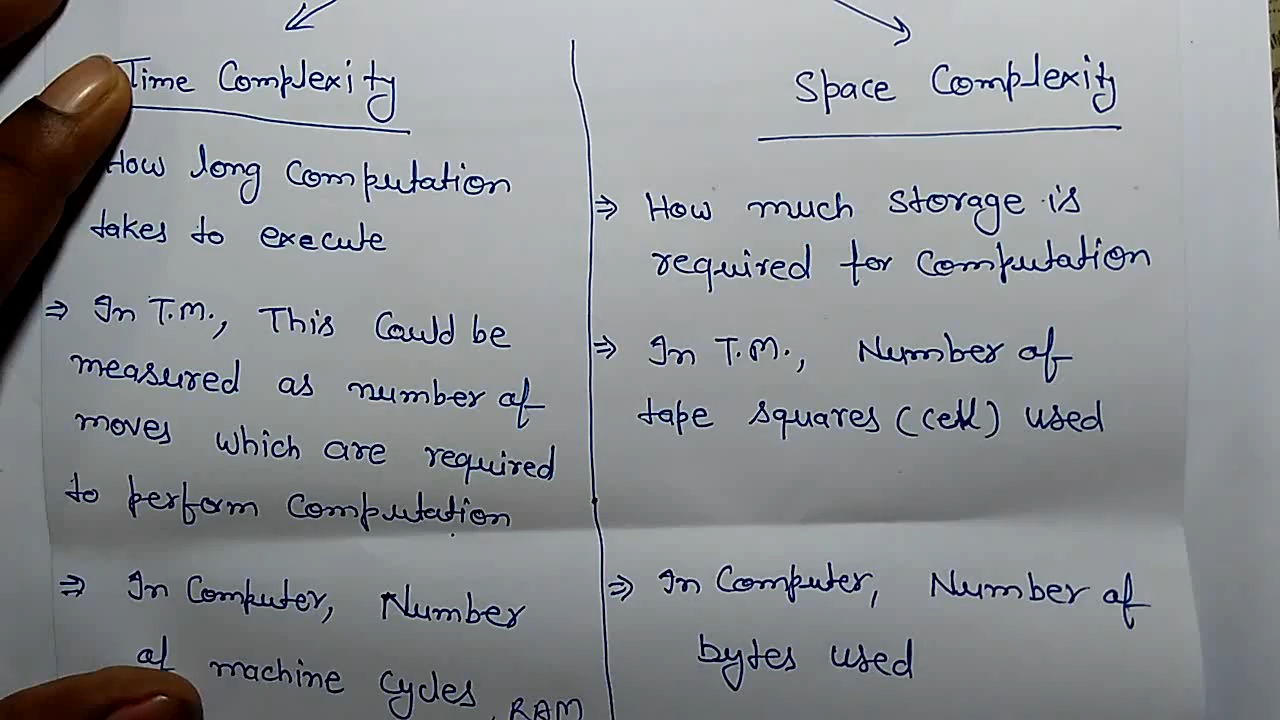 Time Complexity
How long Computation
takes to execute
⇒ In T.M., This Could be
measured as number of
moves which are required
to perform Computation
⇒ In Computer, Number
of machine Cycles, RAM
Space Complexity
⇒ How much storage is
required for Computation
⇒ In T.M., Number of
tape squares (cell) used
⇒ In Computer, Number of
bytes used